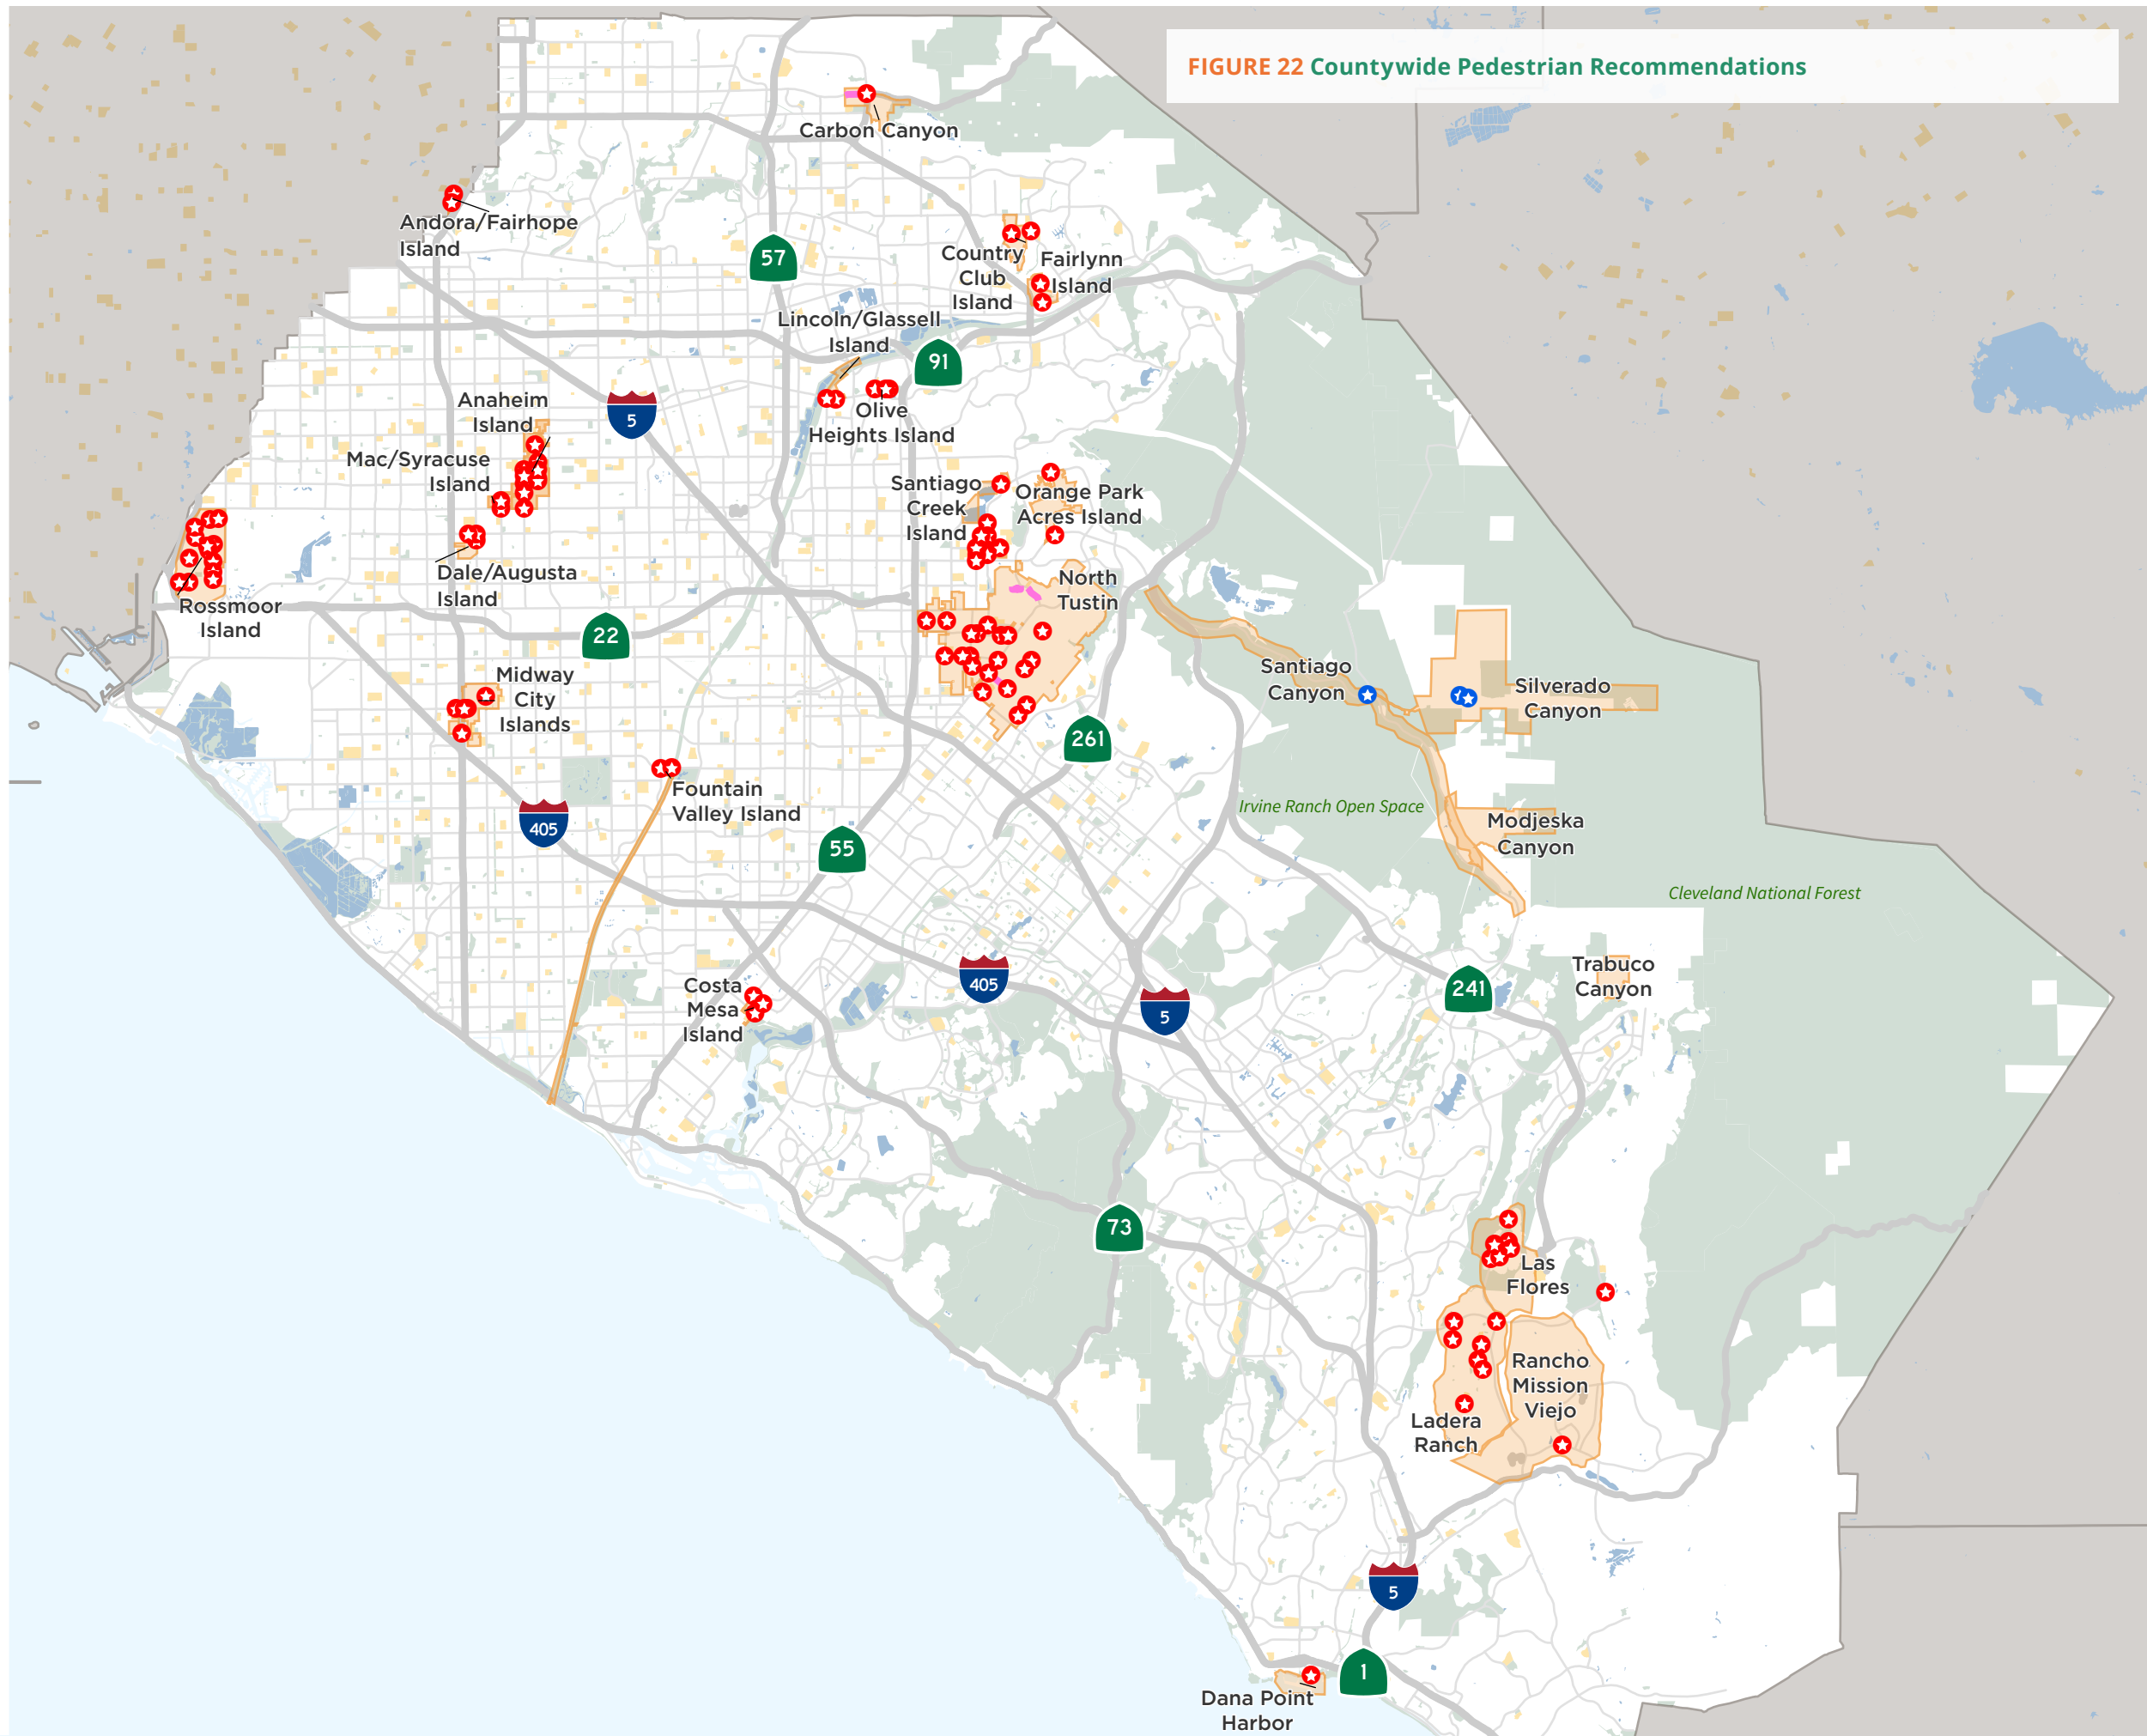 FIGURE 22 Countywide Pedestrian Recommendations
Carbon Canyon
Andora/Fairhope
Island
57
Country
Club
Island
Fairlynn
Island
Lincoln/Glassell
Island
91
Anaheim
Island
5
Olive
Heights Island
Mac/Syracuse
Island
Santiago
Creek
Island
Orange Park
Acres Island
Dale/Augusta
Island
North
Tustin
Rossmoor
Island
22
Midway
City
Islands
Santiago
Canyon
Silverado
Canyon
261
Fountain
Valley Island
Irvine Ranch Open Space
405
55
Modjeska
Canyon
Cleveland National Forest
Costa
Mesa
Island
405
5
241
Trabuco
Canyon
73
Las
Flores
Rancho
Mission
Viejo
Ladera
Ranch
5
1
Dana Point
Harbor